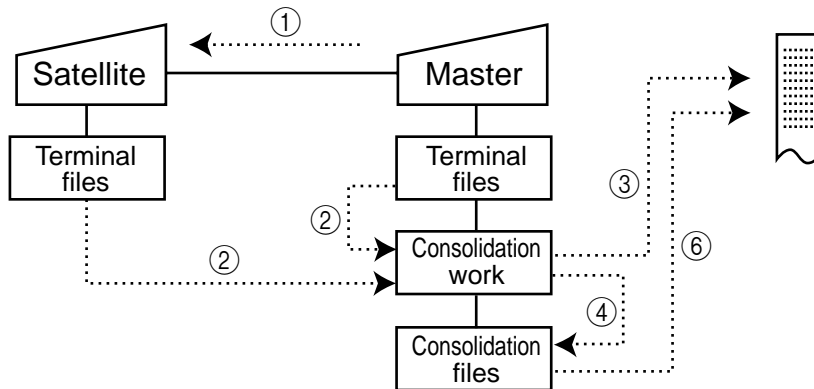 ①
Satellite
Master
Terminal
files
Terminal
files
②
③
②
Consolidation
work
⑥
④
Consolidation
files